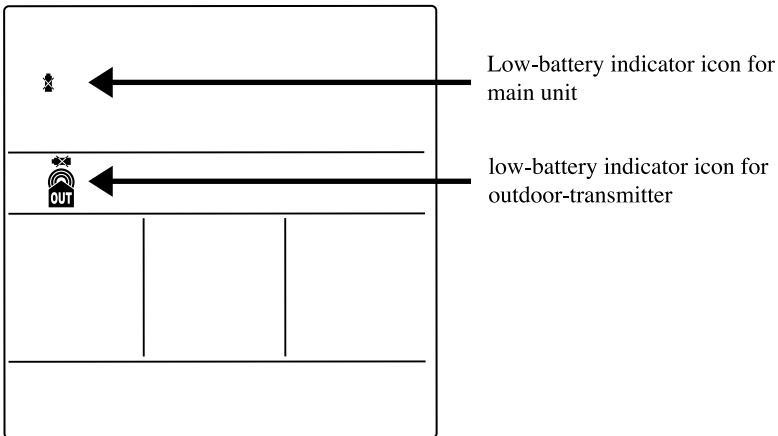 Low-battery indicator icon for
main unit
low-battery indicator icon for
outdoor-transmitter
OUT